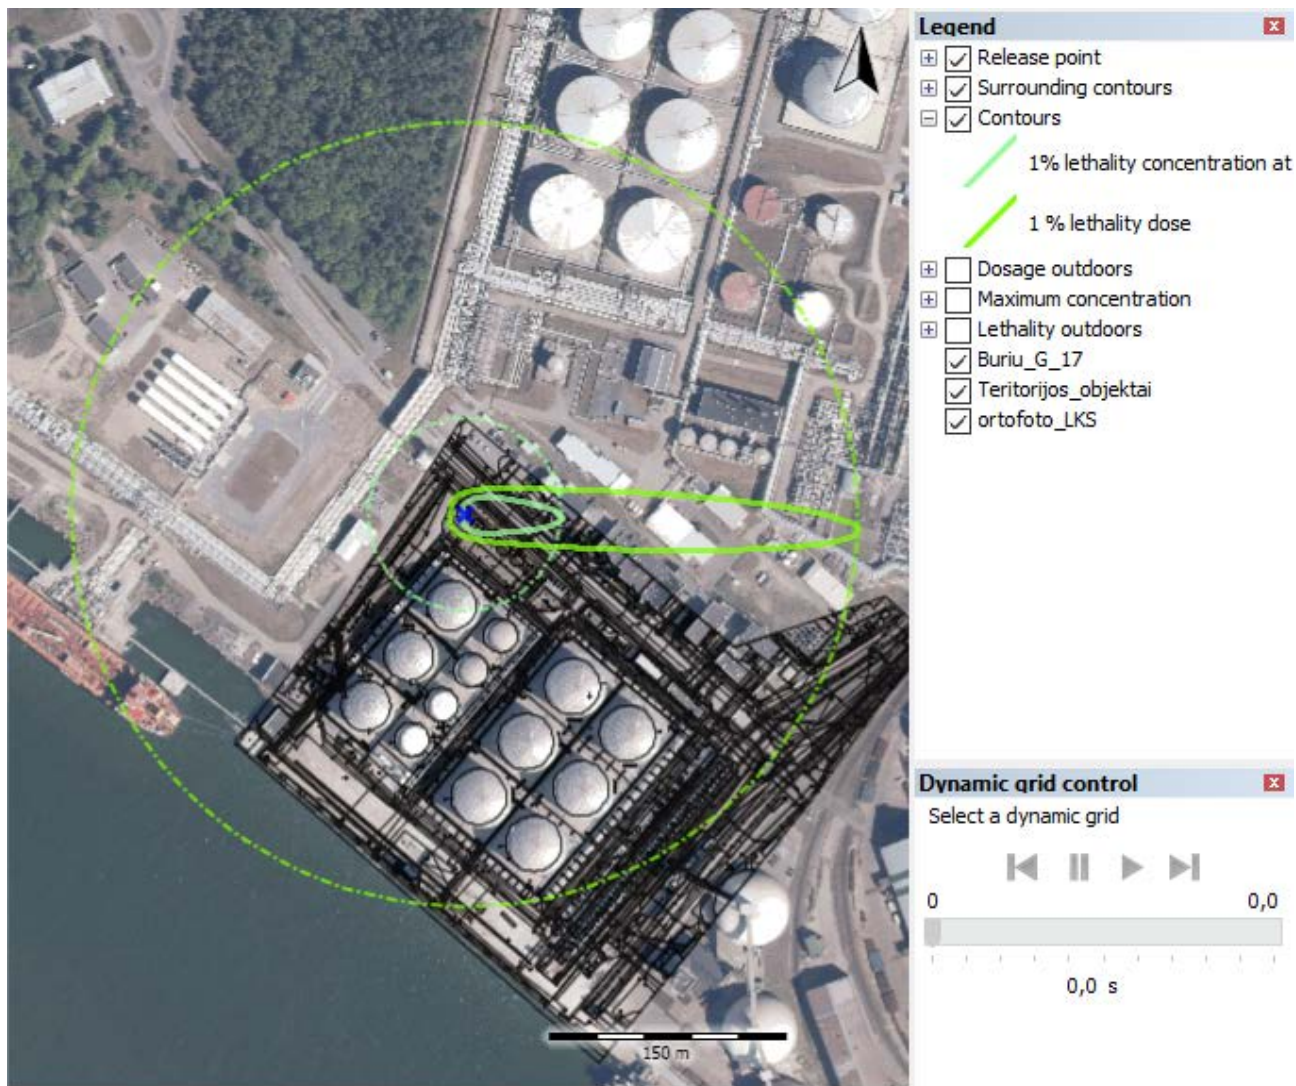 Legend
Release point
Surrounding contours
Contours
1% lethality concentration at
1 % lethality dose
Dosage outdoors
Maximum concentration
Lethality outdoors
Buriu_G_17
Teritorijos_objektai
ortofoto_LKS
Dynamic grid control
Select a dynamic grid
0 0,0
0,0 s
150 m